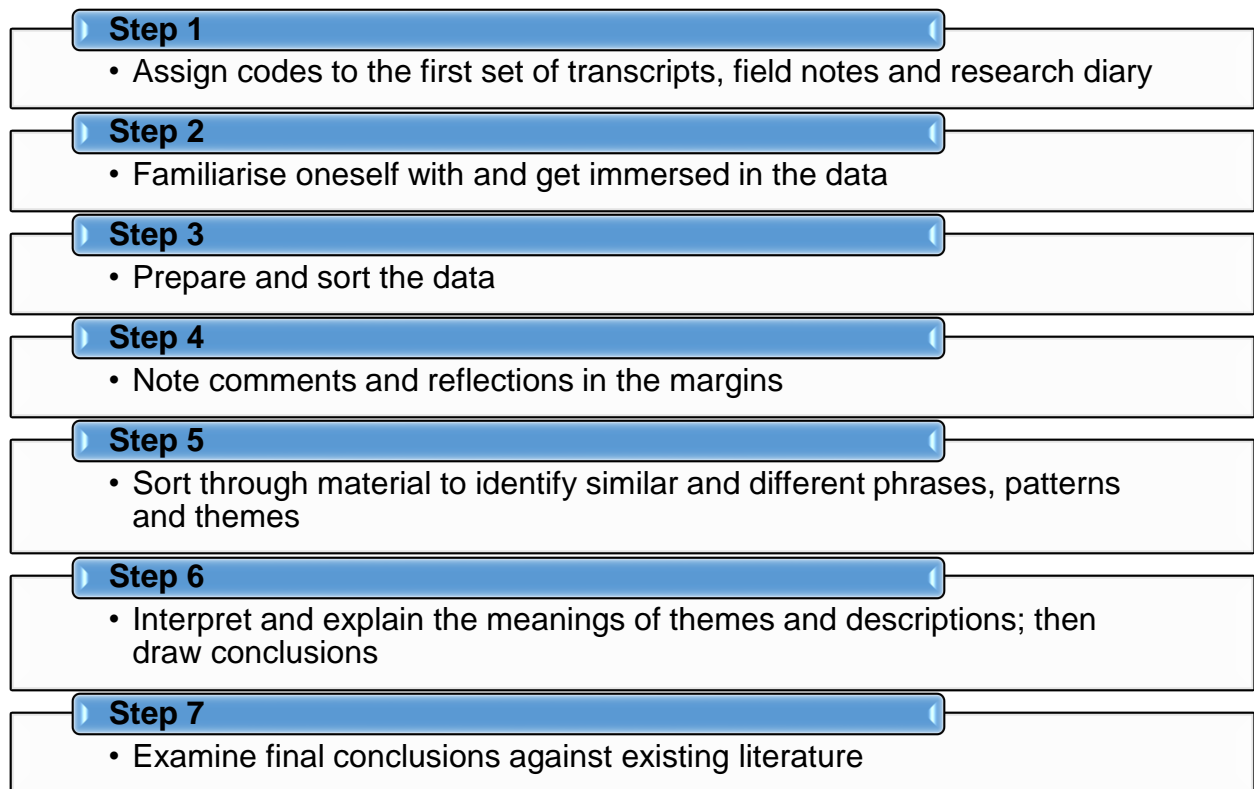 Step 1
• Assign codes to the first set of transcripts, field notes and research diary
Step 2
• Familiarise oneself with and get immersed in the data
Step 3
• Prepare and sort the data
Step 4
• Note comments and reflections in the margins
Step 5
• Sort through material to identify similar and different phrases, patterns
and themes
Step 6
• Interpret and explain the meanings of themes and descriptions; then
draw conclusions
Step 7
• Examine final conclusions against existing literature